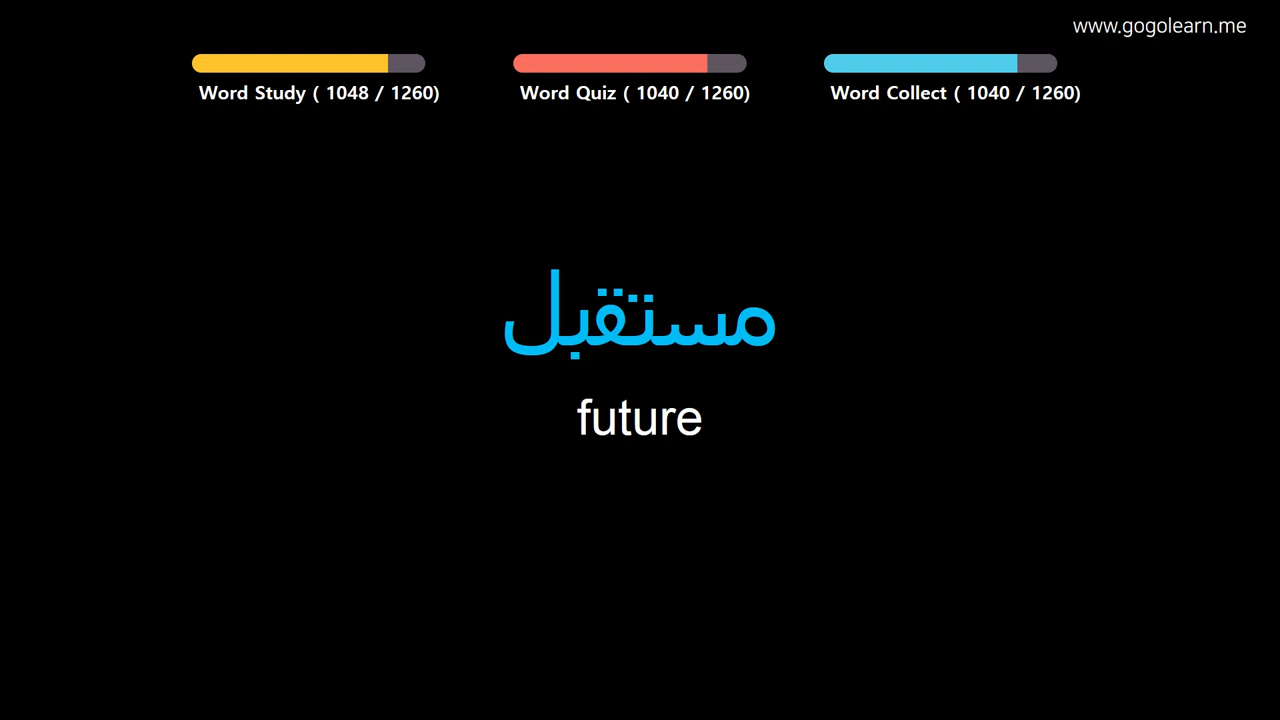 www.gogolearn.me
Word Study ( 1048 / 1260)
Word Quiz ( 1040 / 1260)
Word Collect ( 1040 / 1260)
مستقبل
future